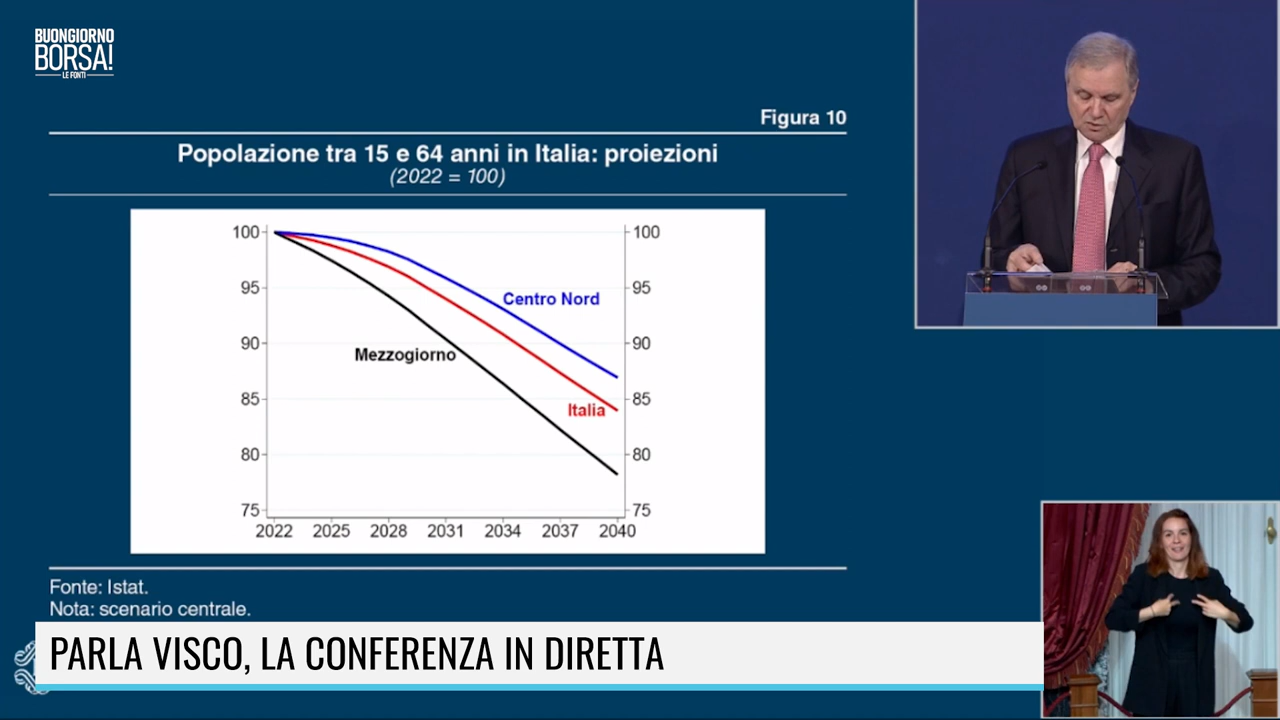 BUONGIORNO
BORSA!
LE FONTI
Figura 10
Popolazione tra 15 e 64 anni in Italia: proiezioni
(2022 = 100)
100 100
95 95
Centro Nord
90 90
Mezzogiorno
85 85
Italia
80 80
75 75
2022 2025 2028 2031 2034 2037 2040
Fonte: Istat.
Nota: scenario centrale.
PARLA VISCO, LA CONFERENZA IN DIRETTA